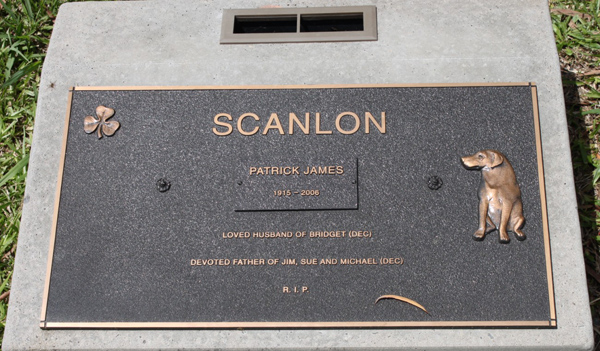 SCANLON
PATRICK JAMES
1915 - 2006
LOVED HUSBAND OF BRIDGET (DEC)
DEVOTED FATHER OF JIM, SUE AND MICHAEL (DEC)
R. I. P.